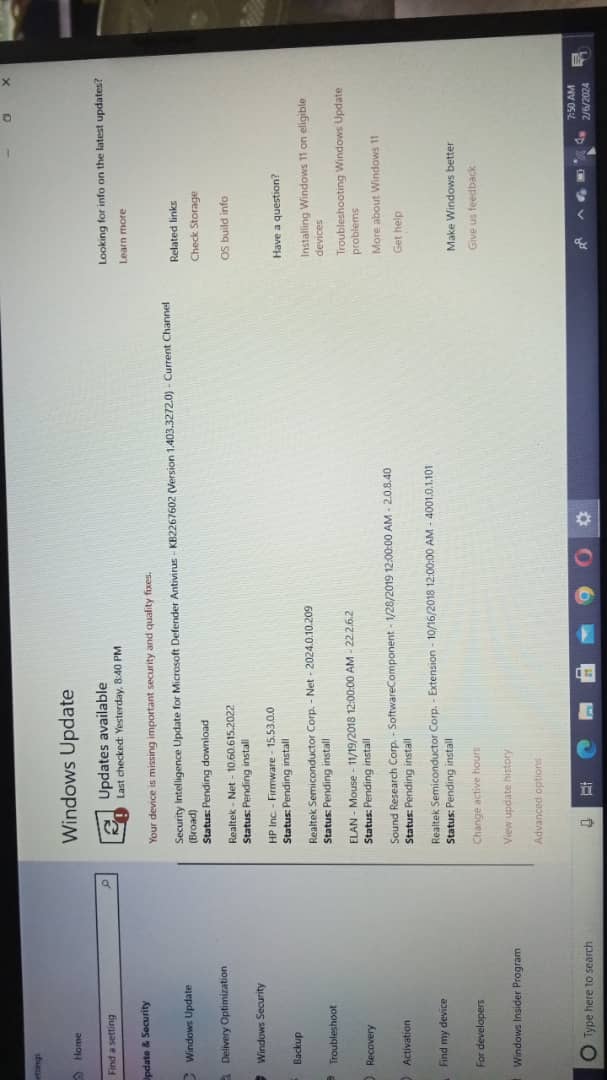 Home
Find a setting
Update & Security
Windows Update
Delivery Optimization
Windows Security
Backup
Troubleshoot
Recovery
Activation
Find my device
For developers
Windows Insider Program
Windows Update
Updates available
Last checked: Yesterday, 8:40 PM
Your device is missing important security and quality fixes.
Security Intelligence Update for Microsoft Defender Antivirus - KB2267602 (Version 1.403.3272.0) - Current Channel
(Broad)
Status: Pending download
Realtek - Net - 10.60.615.2022
Status: Pending install
HP Inc. - Firmware - 15.53.0.0
Status: Pending install
Realtek Semiconductor Corp. - Net - 2024.0.10.209
Status: Pending install
ELAN - Mouse - 11/19/2018 12:00:00 AM - 22.2.6.2
Status: Pending install
Sound Research Corp. - SoftwareComponent - 1/28/2019 12:00:00 AM - 2.0.8.40
Status: Pending install
Realtek Semiconductor Corp. - Extension - 10/16/2018 12:00:00 AM - 4001.0.1.101
Status: Pending install
Change active hours
View update history
Advanced options
Looking for info on the latest updates?
Learn more
Related links
Check Storage
OS build info
Have a question?
Installing Windows 11 on eligible
devices
Troubleshooting Windows Update
problems
More about Windows 11
Get help
Make Windows better
Give us feedback
Type here to search
7:50 AM
2/6/2024
1